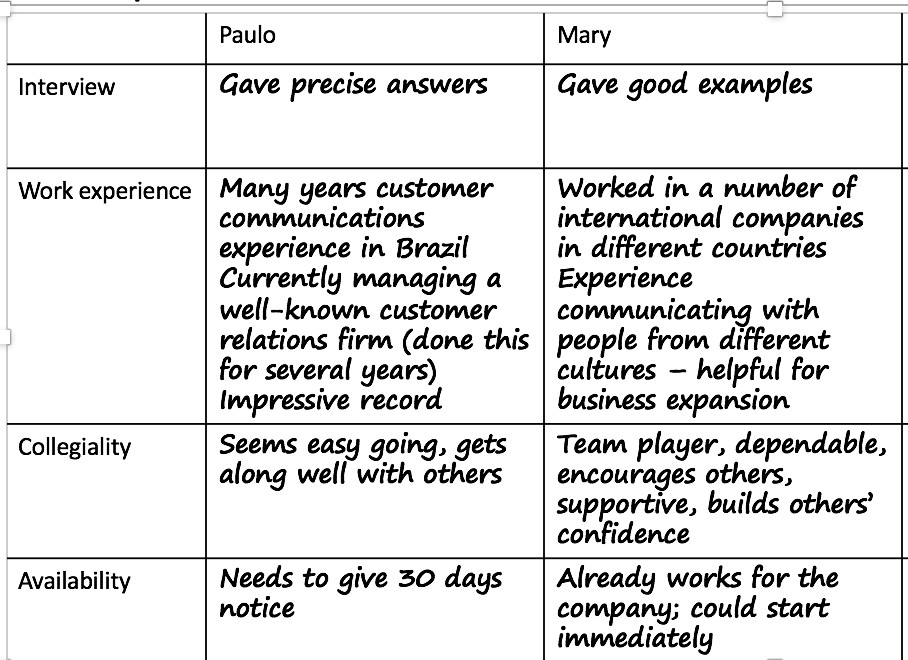 Paulo
Mary
Interview
Gave precise answers
Gave good examples
Work experience
Many years customer
communications
experience in Brazil
Currently managing a
well-known customer
relations firm (done this
for several years)
Impressive record
Worked in a number of
international companies
in different countries
Experience
communicating with
people from different
cultures – helpful for
business expansion
Collegiality
Seems easy going, gets
along well with others
Team player, dependable,
encourages others,
supportive, builds others’
confidence
Availability
Needs to give 30 days
notice
Already works for the
company; could start
immediately